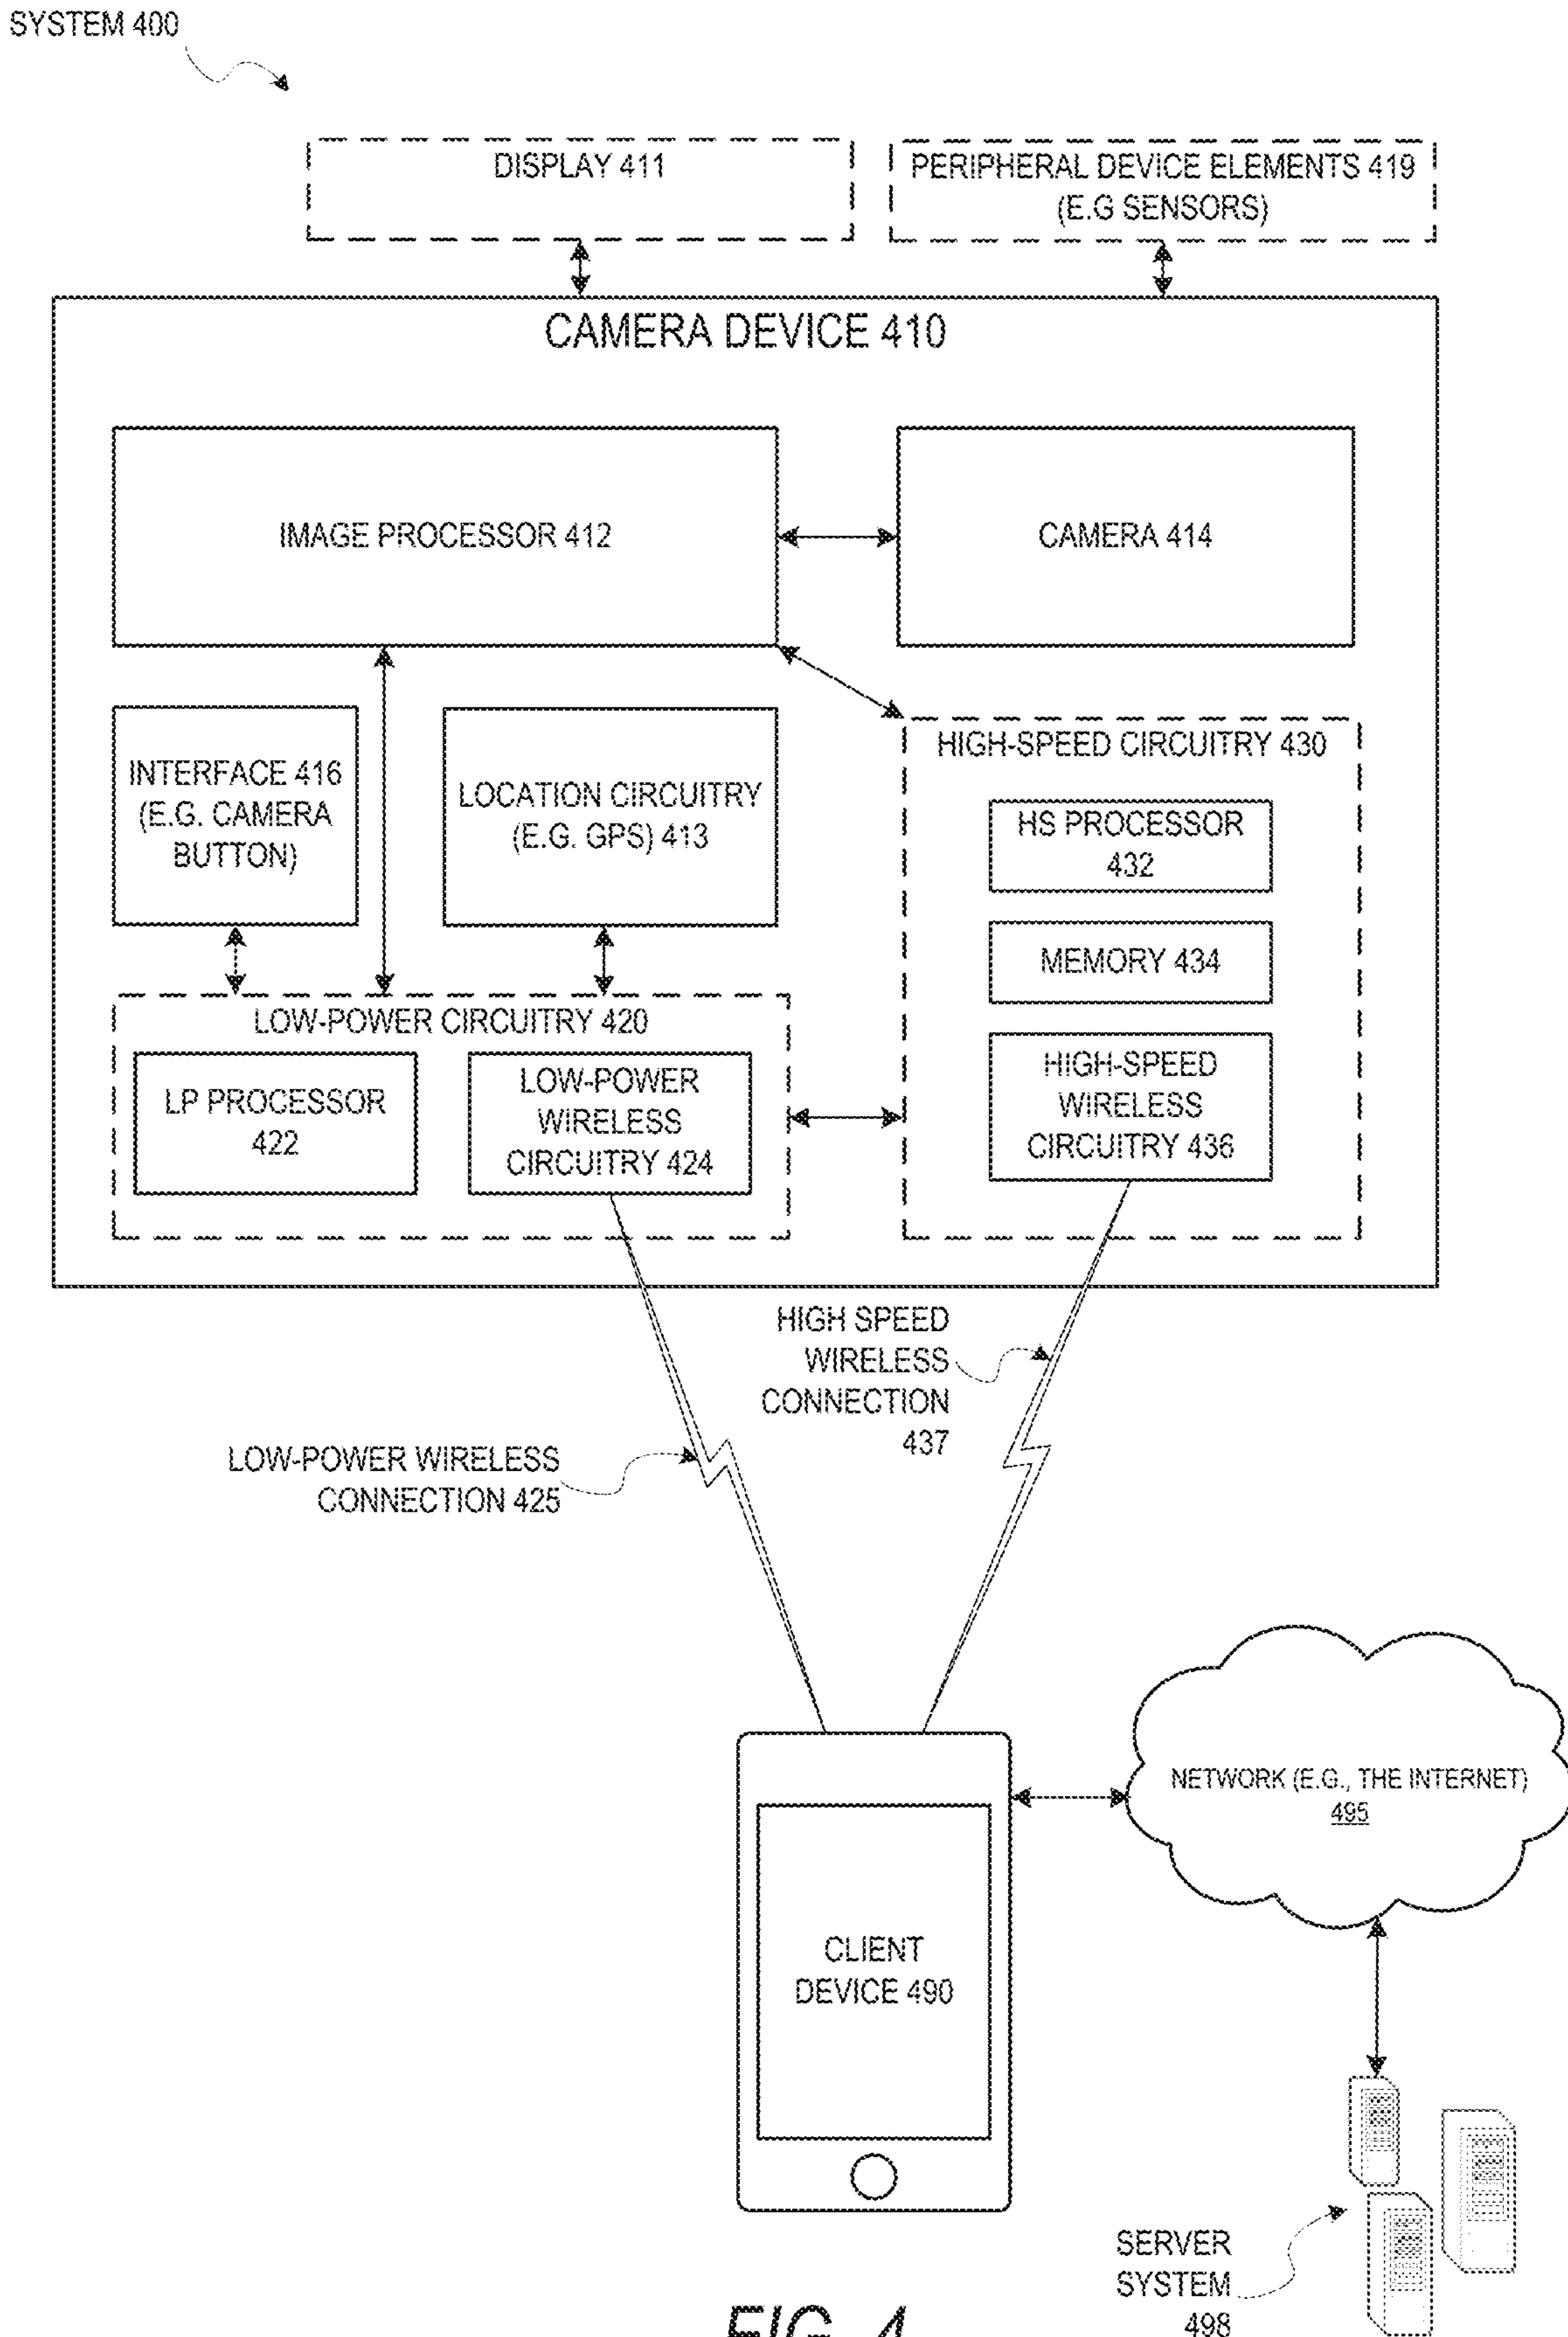 SYSTEM 400
DISPLAY 411
PERIPHERAL DEVICE ELEMENTS 419
(E.G SENSORS)
CAMERA DEVICE 410
IMAGE PROCESSOR 412
CAMERA 414
INTERFACE 416
(E.G. CAMERA
BUTTON)
LOCATION CIRCUITRY
(E.G. GPS) 413
HIGH-SPEED CIRCUITRY 430
HS PROCESSOR
432
MEMORY 434
HIGH-SPEED
WIRELESS
CIRCUITRY 436
LOW-POWER CIRCUITRY 420
LP PROCESSOR
422
LOW-POWER
WIRELESS
CIRCUITRY 424
HIGH SPEED
WIRELESS
CONNECTION
437
LOW-POWER WIRELESS
CONNECTION 425
NETWORK (E.G., THE INTERNET)
495
CLIENT
DEVICE 490
SERVER
SYSTEM
498
FIG. 4